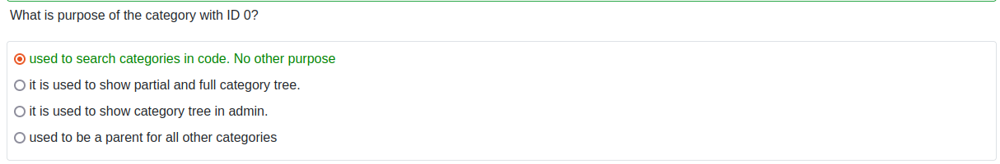 What is purpose of the category with ID 0?
used to search categories in code. No other purpose
it is used to show partial and full category tree.
it is used to show category tree in admin.
used to be a parent for all other categories